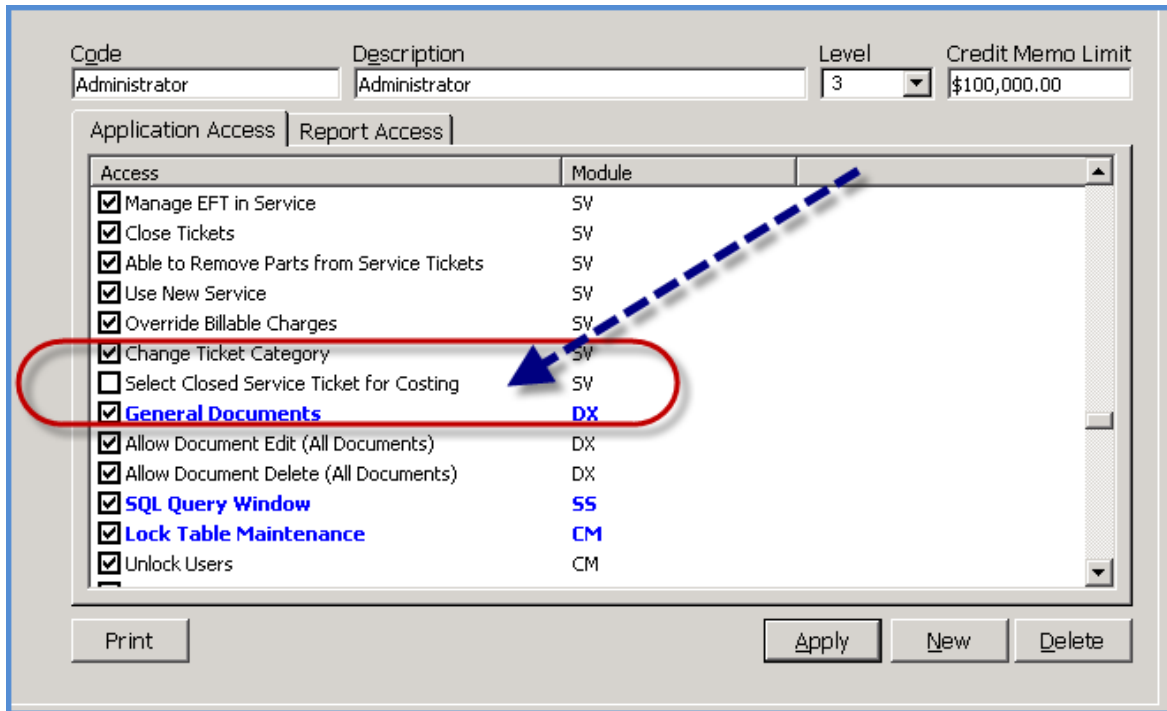 Code Description Level Credit Memo Limit
Administrator Administrator 3 $100,000.00
Application Access Report Access
Access Module
Manage EFT in Service SV
Close Tickets SV
Able to Remove Parts from Service Tickets SV
Use New Service SV
Override Billable Charges SV
Change Ticket Category SV
Select Closed Service Ticket for Costing SV
General Documents DX
Allow Document Edit (All Documents) DX
Allow Document Delete (All Documents) DX
SQL Query Window SS
Lock Table Maintenance CM
Unlock Users CM
Print Apply New Delete